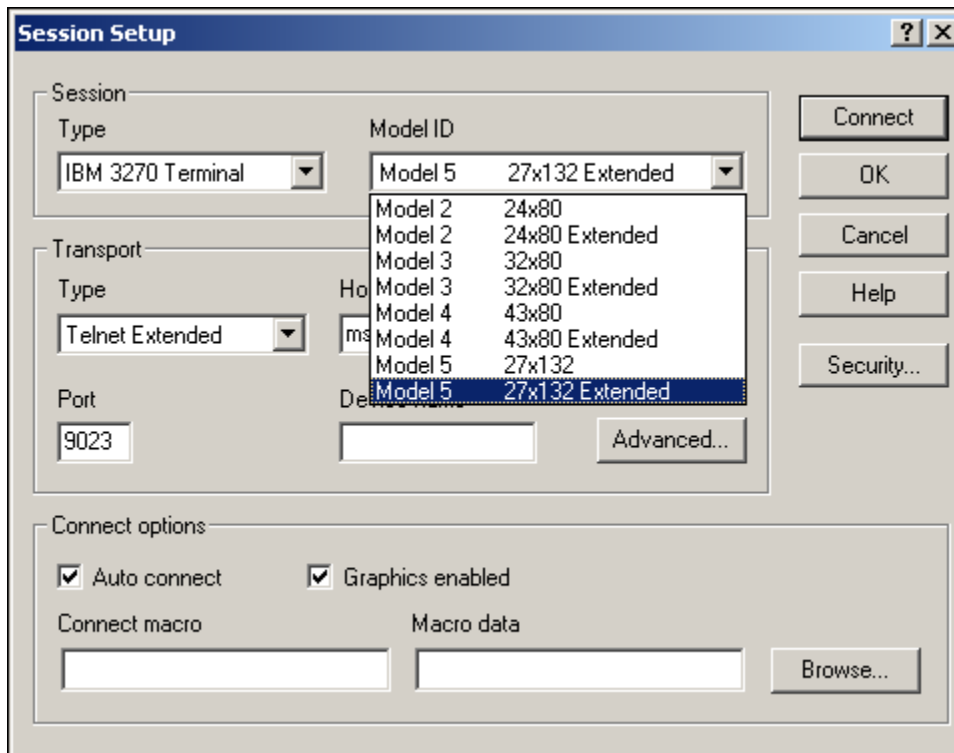 Session Setup
Session
Type
Model ID
Connect
IBM 3270 Terminal
Model 5 27x132 Extended
OK
Model 2 24x80
Model 2 24x80 Extended
Cancel
Transport
Model 3 32x80
Type
Model 3 32x80 Extended
Help
Model 4 43x80
Telnet Extended
Model 4 43x80 Extended
Model 5 27x132
Security...
Model 5 27x132 Extended
Port
9023
Advanced...
Connect options
Auto connect
Graphics enabled
Connect macro
Macro data
Browse...